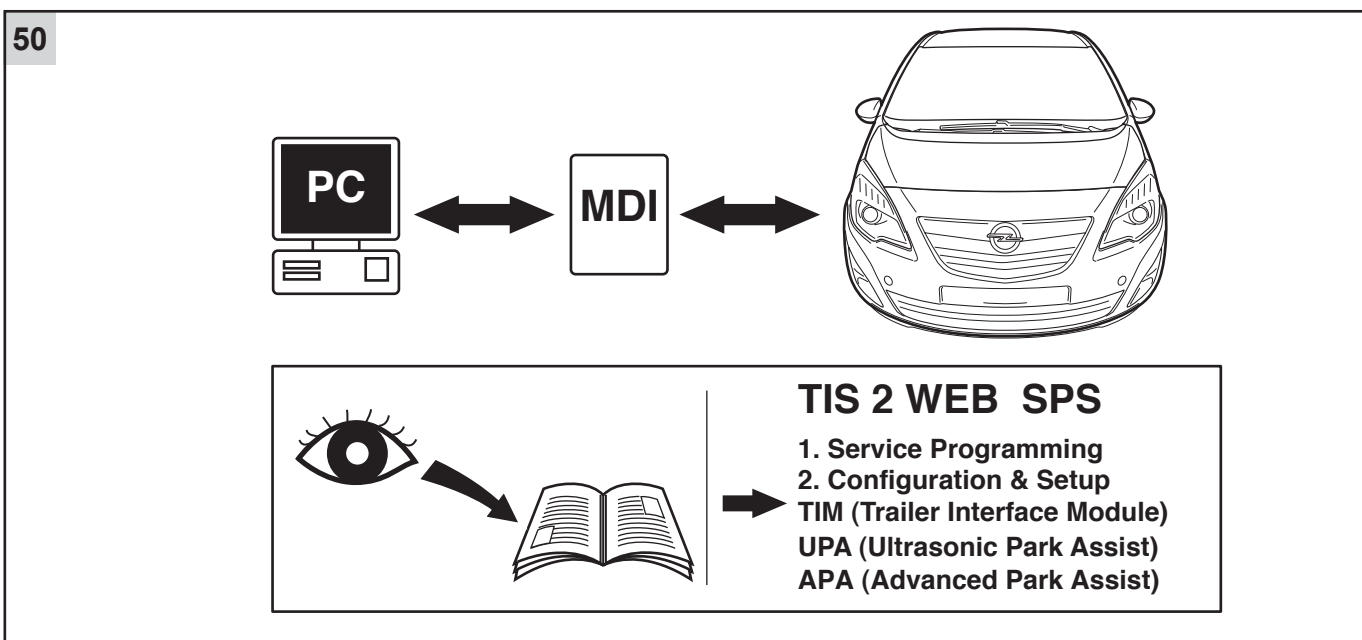 50
PC
MDI
TIS 2 WEB SPS
1. Service Programming
2. Configuration & Setup
TIM (Trailer Interface Module)
UPA (Ultrasonic Park Assist)
APA (Advanced Park Assist)